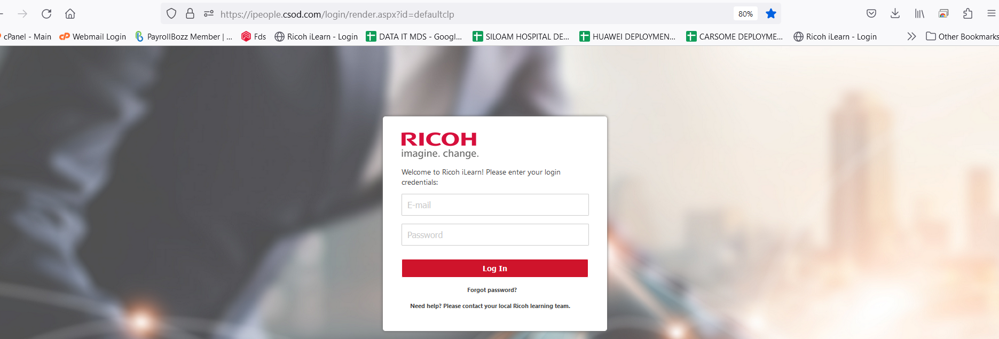 https://ipeople.csod.com/login/render.aspx?id=defaultclp
80%
cPanel - Main
Webmail Login
PayrollBozz Member | ...
Fds
Ricoh iLearn - Login
DATA IT MDS - Googl...
SILOAM HOSPITAL DE...
HUAWEI DEPLOYMEN...
CARSOME DEPLOYME...
Ricoh iLearn - Login
Other Bookmarks
RICOH
imagine. change.
Welcome to Ricoh iLearn! Please enter your login
credentials:
E-mail
Password
Log In
Forgot password?
Need help? Please contact your local Ricoh learning team.